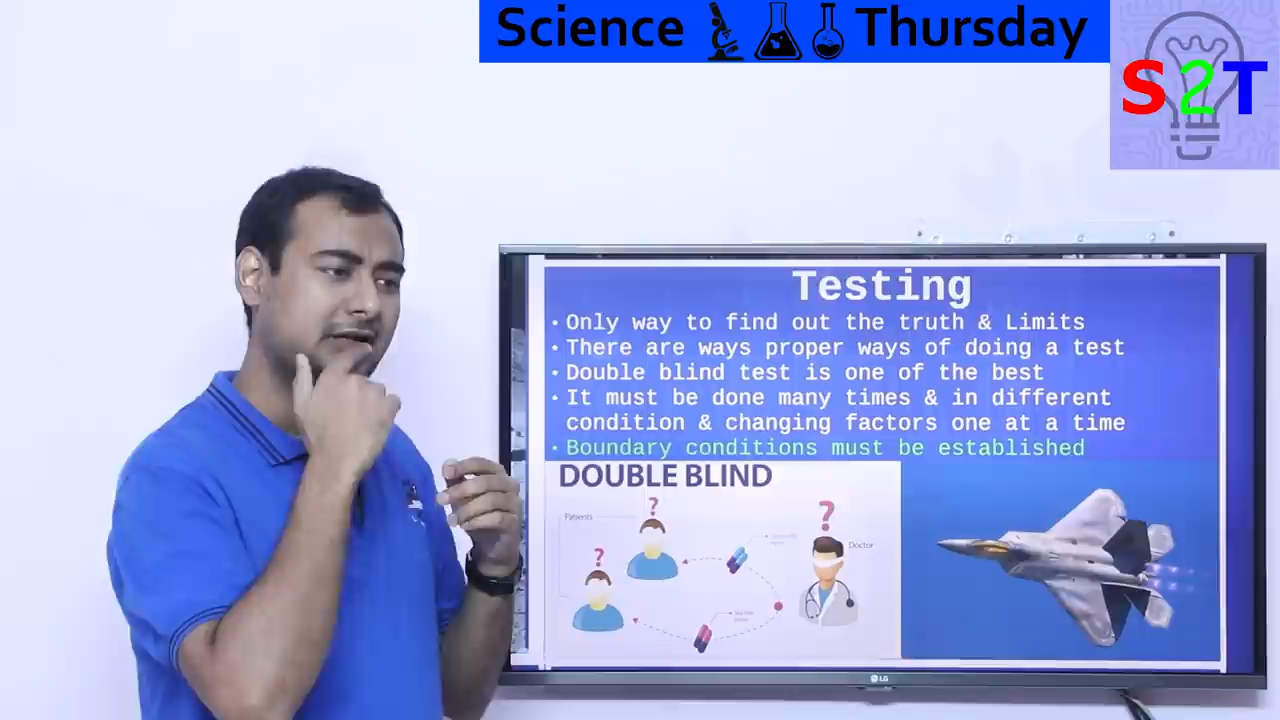 Science Thursday
S2T
Testing
• Only way to find out the truth & Limits
• There are ways proper ways of doing a test
• Double blind test is one of the best
• It must be done many times & in different
condition & changing factors one at a time
• Boundary conditions must be established
DOUBLE BLIND
Patients
?
?
?
Doctor
LG